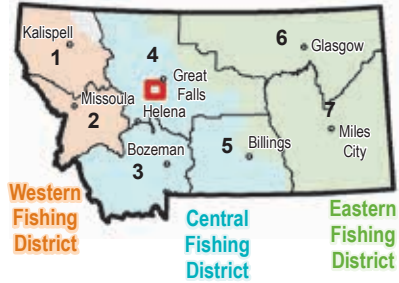 Kalispell
1
4
6
Glasgow
Great
Falls
Missoula
2
Helena
7
Miles
City
Bozeman
3
5
Billings
Western
Fishing
District
Central
Fishing
District
Eastern
Fishing
District